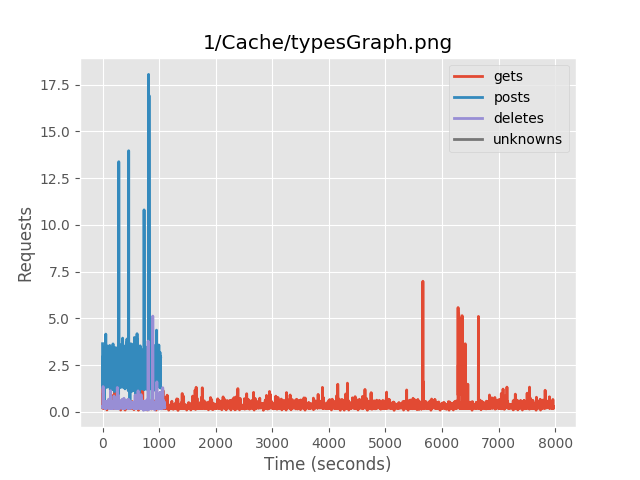 1/Cache/typesGraph.png
gets
posts
deletes
unknowns
Requests
17.5
15.0
12.5
10.0
7.5
5.0
2.5
0.0
0 1000 2000 3000 4000 5000 6000 7000 8000
Time (seconds)